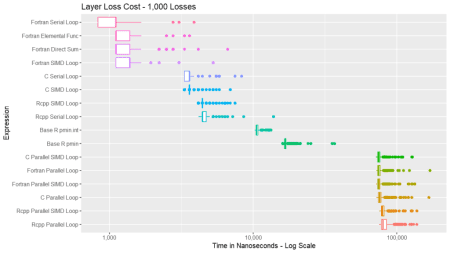 Layer Loss Cost - 1,000 Losses
Expression
Fortran Serial Loop
Fortran Elemental Func
Fortran Direct Sum
Fortran SIMD Loop
C Serial Loop
C SIMD Loop
Rcpp SIMD Loop
Rcpp Serial Loop
Base R pmin.int
Base R pmin
C Parallel SIMD Loop
Fortran Parallel Loop
Fortran Parallel SIMD Loop
C Parallel Loop
Rcpp Parallel SIMD Loop
Rcpp Parallel Loop
1,000 10,000 100,000
Time in Nanoseconds - Log Scale